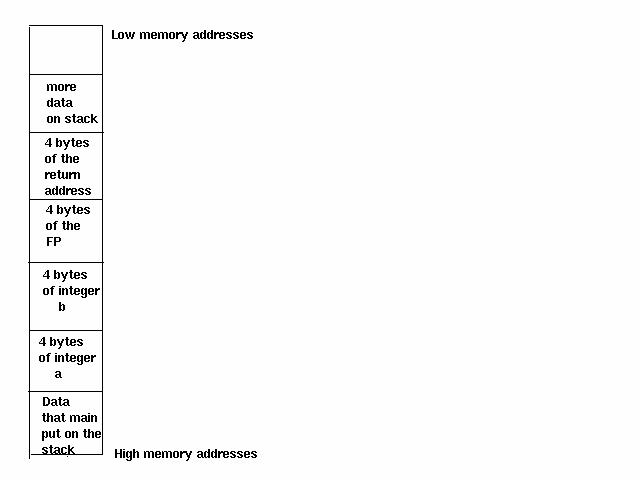 Low memory addresses
more
data
on stack
4 bytes
of the
return
address
4 bytes
of the
FP
4 bytes
of integer
b
4 bytes
of integer
a
Data
that main
put on the
stack
High memory addresses